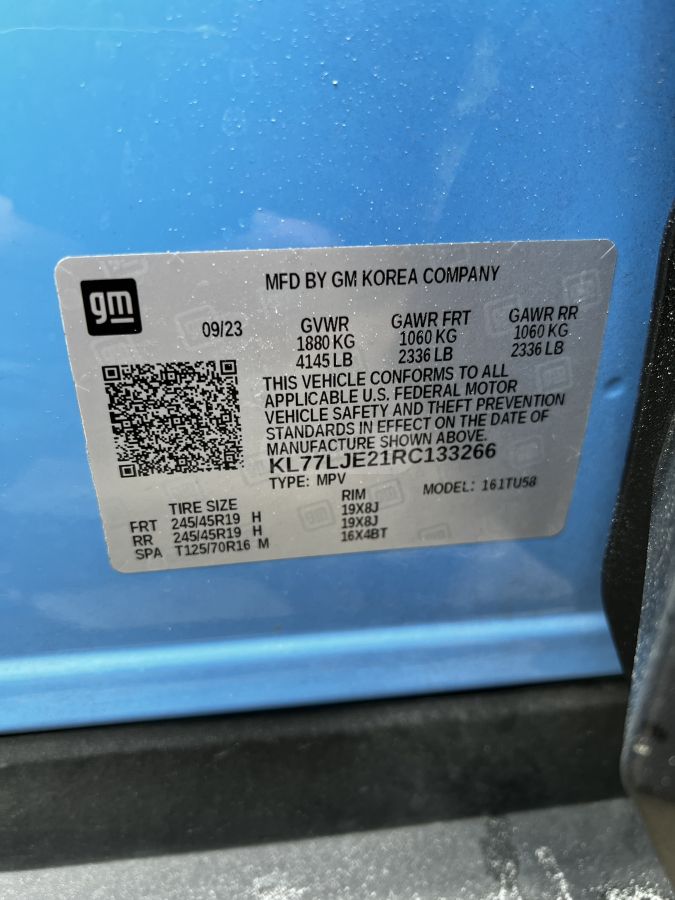 gm
MFD BY GM KOREA COMPANY
09/23 GVWR GAWR FRT GAWR RR
1880 KG 1060 KG 1060 KG
4145 LB 2336 LB 2336 LB
THIS VEHICLE CONFORMS TO ALL
APPLICABLE U.S. FEDERAL MOTOR
VEHICLE SAFETY AND THEFT PREVENTION
STANDARDS IN EFFECT ON THE DATE OF
MANUFACTURE SHOWN ABOVE.
KL77LJE21RC133266
TYPE: MPV MODEL: 161TU58
TIRE SIZE RIM
FRT 245/45R19 H 19X8J
RR 245/45R19 H 19X8J
SPA T125/70R16 M 16X4BT